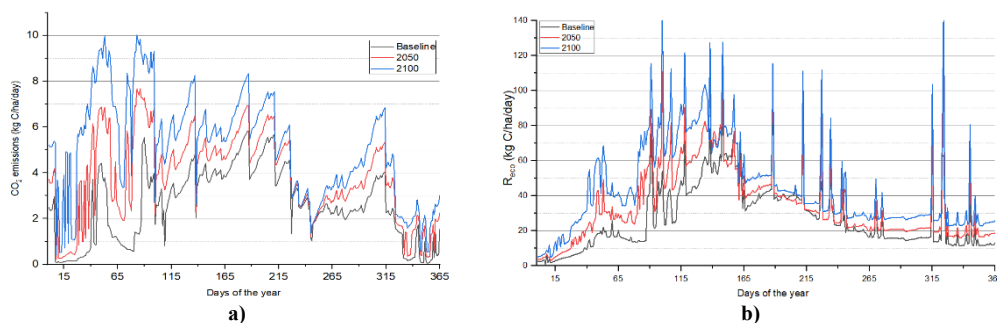 CO₂ emissions (kg C/ha/day)
10
8
6
4
2
0
Baseline
2050
2100
15 65 115 165 215 265 315 365
Days of the year
a)
R_eco (kg C/ha/day)
140
120
100
80
60
40
20
0
Baseline
2050
2100
15 65 115 165 215 265 315 36
Days of the year
b)